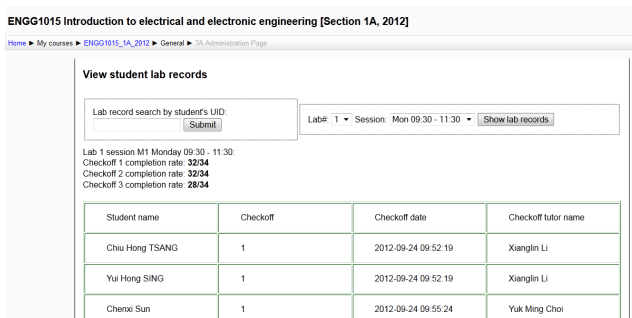 ENGG1015 Introduction to electrical and electronic engineering [Section 1A, 2012]
Home ► My courses ► ENGG1015_1A_2012 ► General ► TA Administration Page
View student lab records
Lab record search by student's UID:
Submit
Lab#: 1 Session: Mon 09:30 - 11:30 Show lab records
Lab 1 session M1 Monday 09:30 - 11:30:
Checkoff 1 completion rate: 32/34
Checkoff 2 completion rate: 32/34
Checkoff 3 completion rate: 28/34
Student name Checkoff Checkoff date Checkoff tutor name
Chiu Hong TSANG 1 2012-09-24 09:52:19 Xianglin Li
Yui Hong SING 1 2012-09-24 09:52:19 Xianglin Li
Chenxi Sun 1 2012-09-24 09:55:24 Yuk Ming Choi